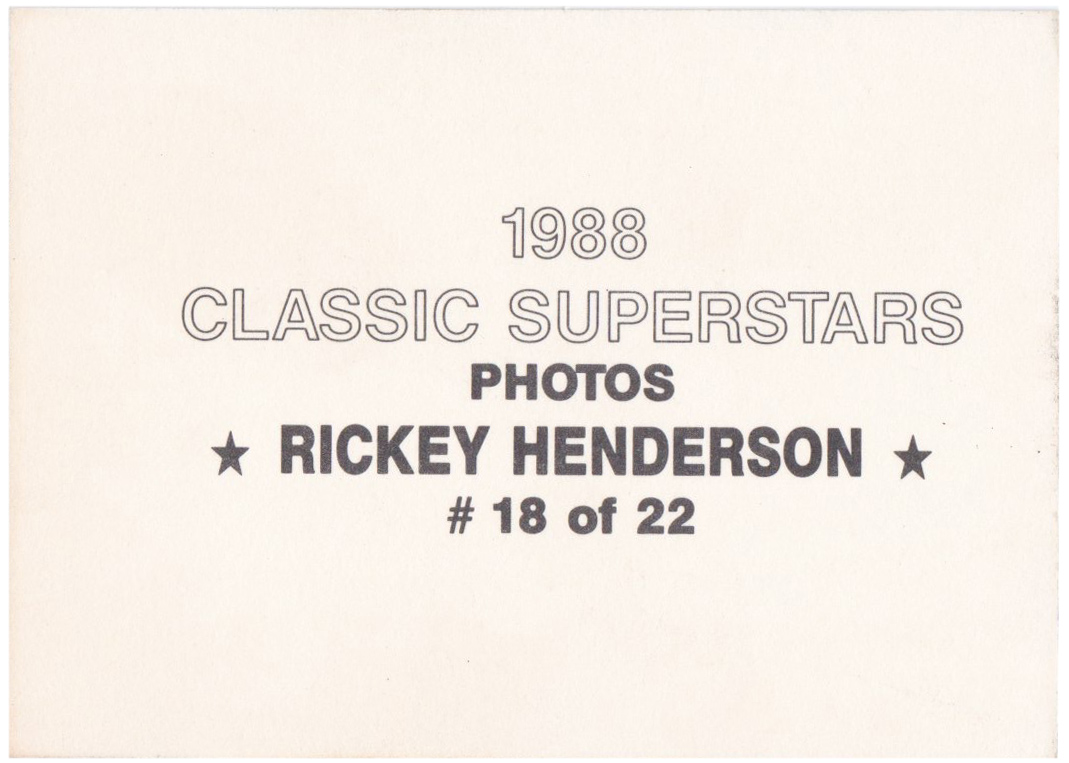 1988
CLASSIC SUPERSTARS
PHOTOS
★ RICKEY HENDERSON ★
# 18 of 22